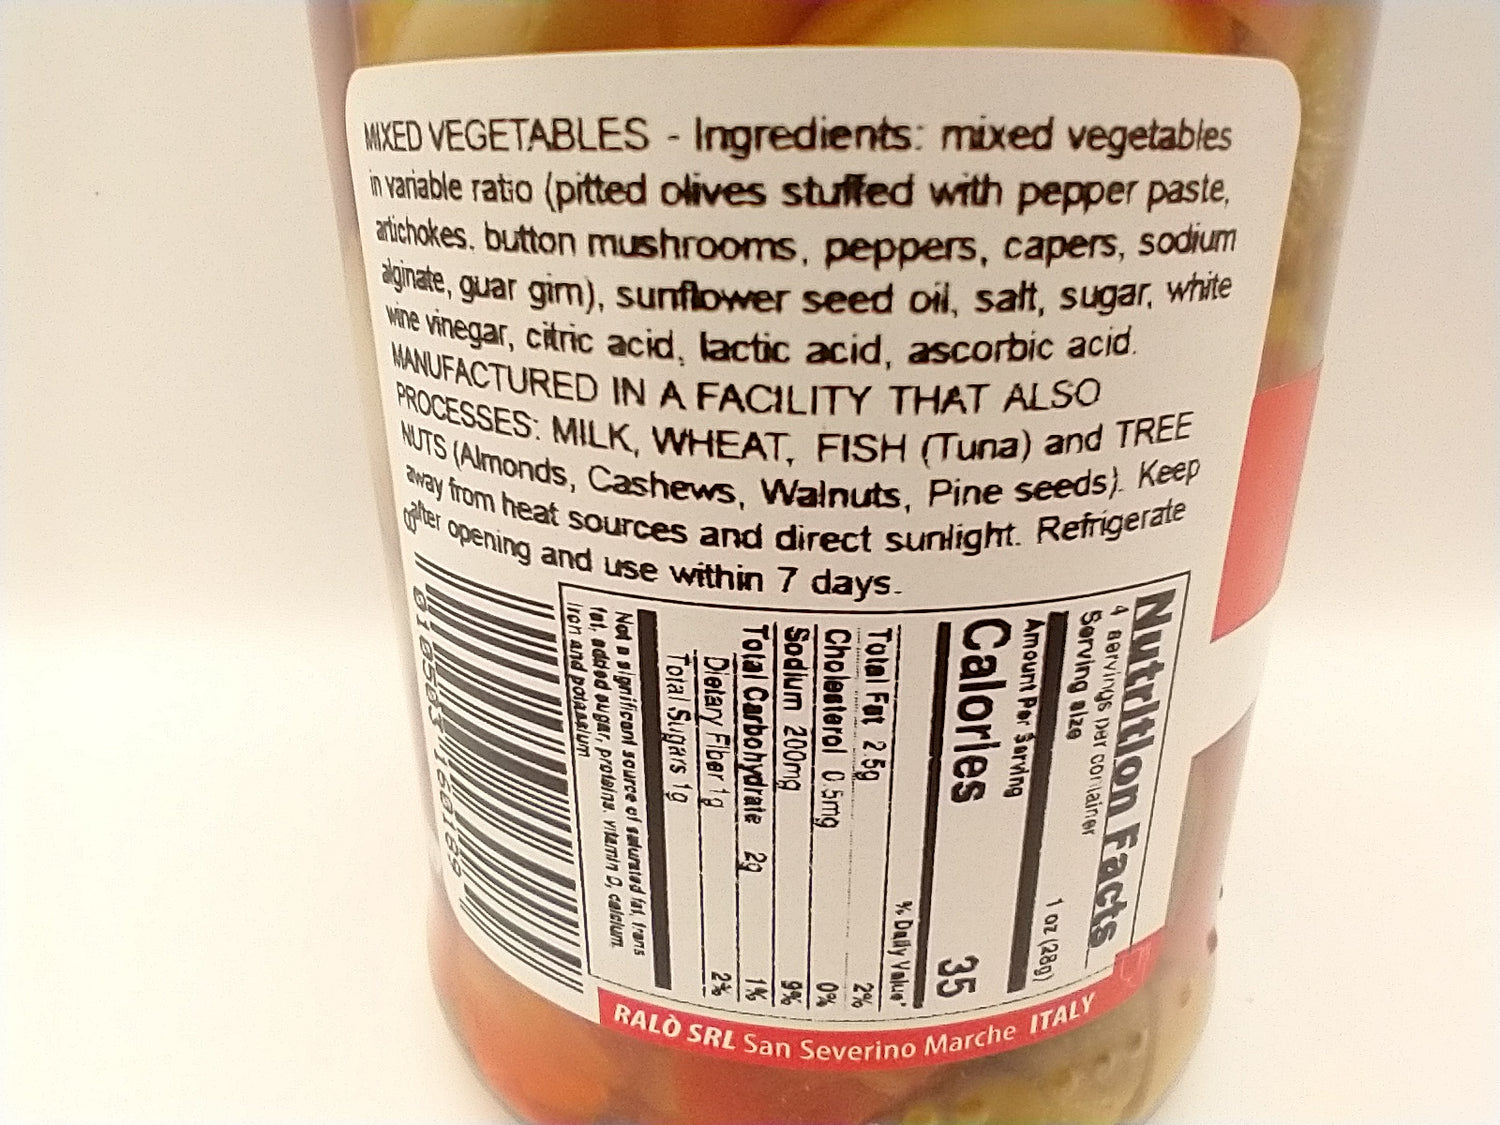 MIXED VEGETABLES - Ingredients: mixed vegetables
in variable ratio (pitted olives stuffed with pepper paste,
artichokes, button mushrooms, peppers, capers, sodium
alginate, guar gim), sunflower seed oil, salt, sugar, white
wine vinegar, citric acid, lactic acid, ascorbic acid.
MANUFACTURED IN A FACILITY THAT ALSO
PROCESSES: MILK, WHEAT, FISH (Tuna) and TREE
NUTS (Almonds, Cashews, Walnuts, Pine seeds). Keep
away from heat sources and direct sunlight. Refrigerate
after opening and use within 7 days.
Nutrition Facts
4 servings per container
Serving size 1 oz (28g)
Amount Per Serving
Calories 35
% Daily Value*
Total Fat 2.5g 2%
Cholesterol 0.5mg 0%
Sodium 200mg 9%
Total Carbohydrate 2g 1%
Dietary Fiber 1g 2%
Total Sugars 1g
Not a significant source of saturated fat, trans
fat, added sugar, proteins, vitamin D, calcium,
iron and potassium
RALÒ SRL San Severino Marche ITALY